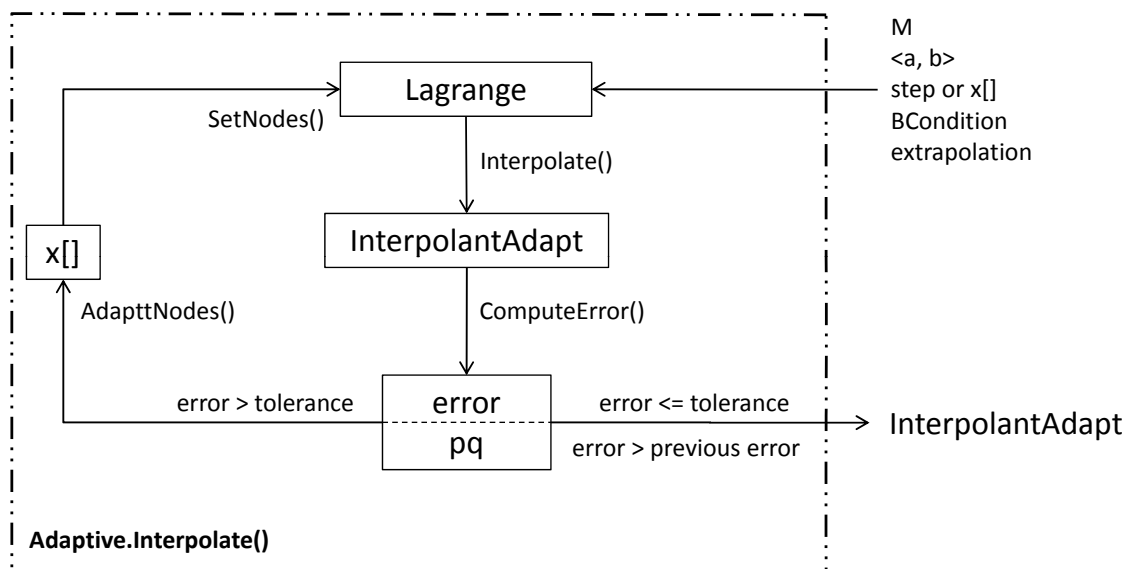 M
<a, b>
step or x[]
BCondition
extrapolation
Lagrange
SetNodes()
Interpolate()
InterpolantAdapt
x[]
AdapttNodes()
ComputeError()
error > tolerance
error
pq
error <= tolerance
error > previous error
InterpolantAdapt
Adaptive.Interpolate()